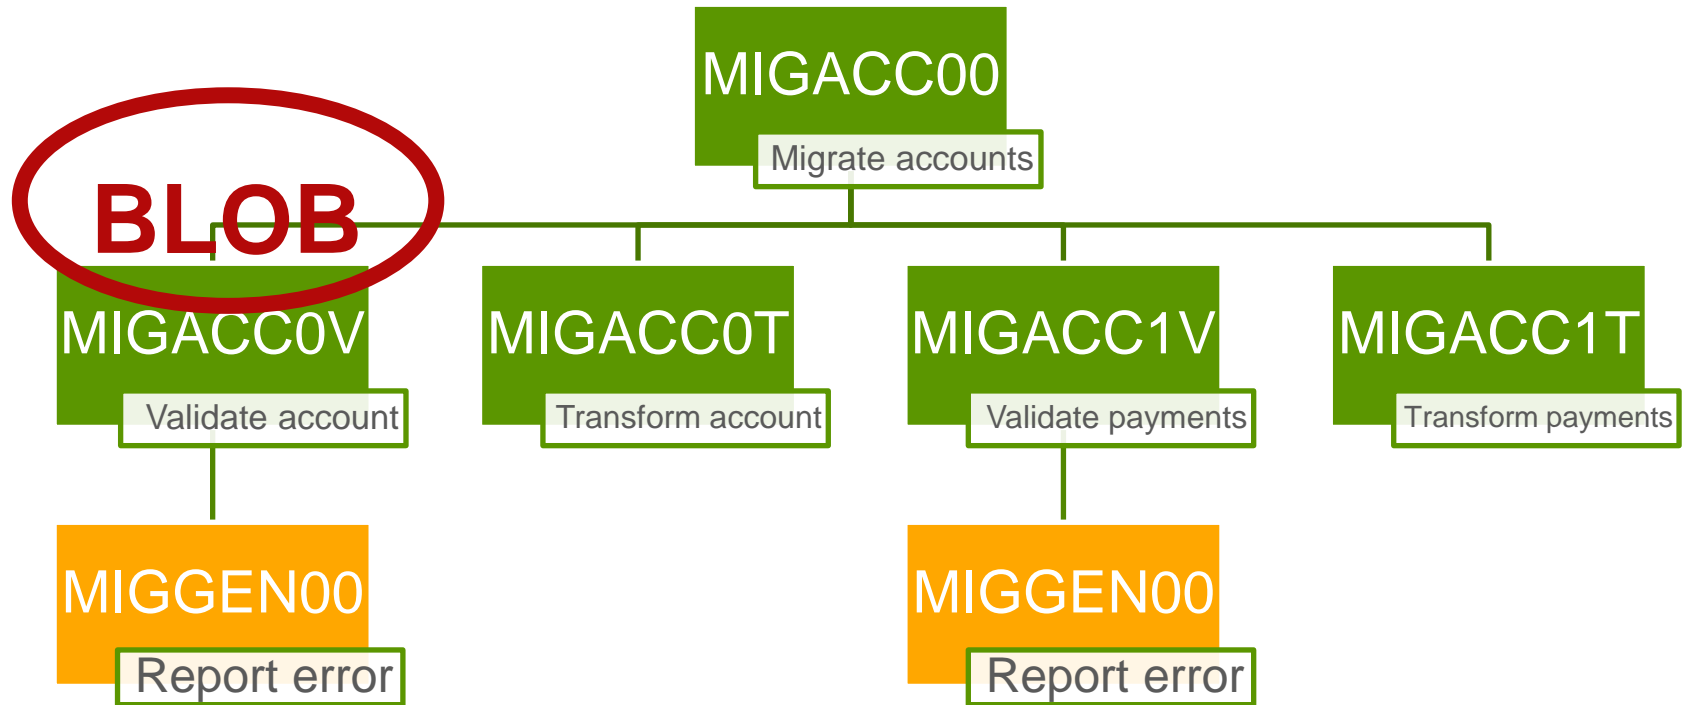 MIGACC00
Migrate accounts
BLOB
MIGACC0V
Validate account
MIGACC0T
Transform account
MIGACC1V
Validate payments
MIGACC1T
Transform payments
MIGGEN00
Report error
MIGGEN00
Report error